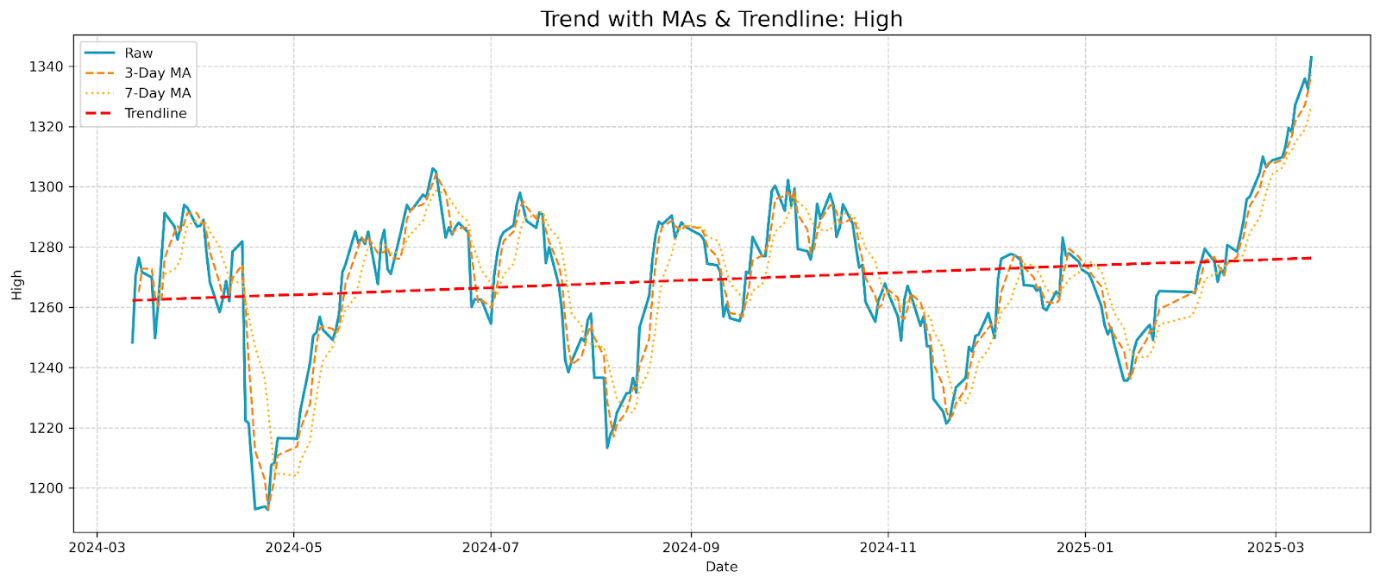 Trend with MAs & Trendline: High
Raw
3-Day MA
7-Day MA
Trendline
1340
1320
1300
1280
1260
1240
1220
1200
High
2024-03
2024-05
2024-07
2024-09
2024-11
2025-01
2025-03
Date